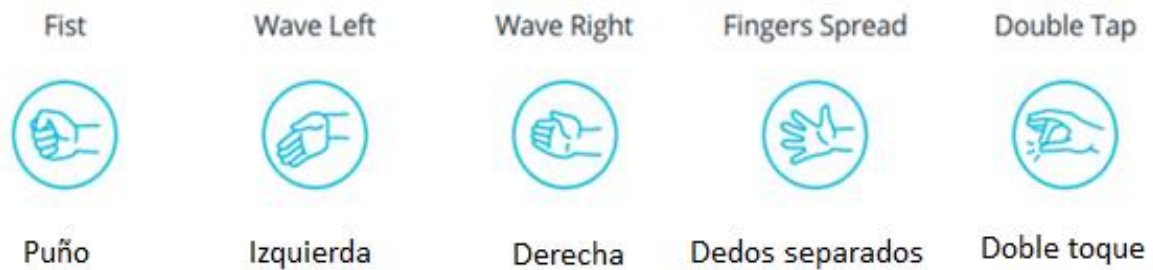 Fist Wave Left Wave Right Fingers Spread Double Tap
Puño Izquierda Derecha Dedos separados Doble toque